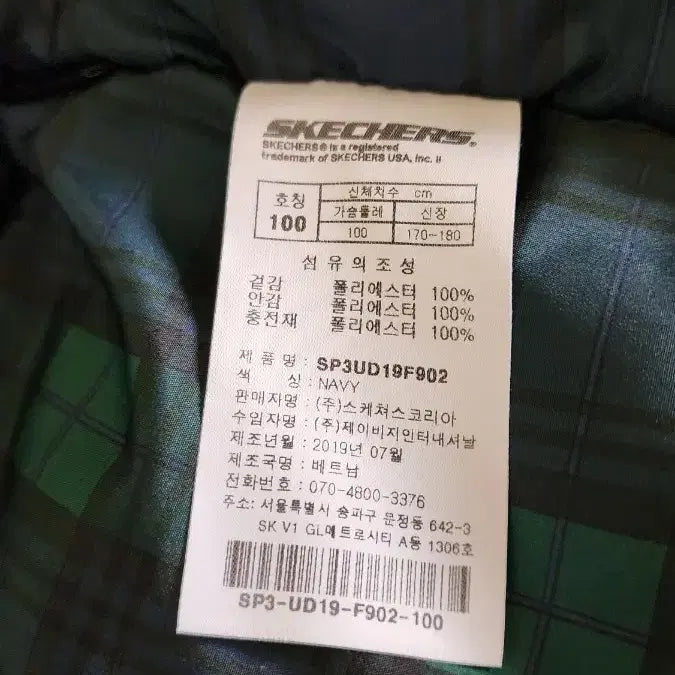 SKECHERS
SKECHERS® is a registered
trademark of SKECHERS USA, Inc. II
호칭 신체치수 cm
100 가슴둘레 신장
100 170~180
섬유의조성
겉감 폴리에스터 100%
안감 폴리에스터 100%
충전재 폴리에스터 100%
제 품 명 : SP3UD19F902
색 상 : NAVY
판매자명 : (주)스케쳐스코리아
수입자명 : (주)제이비지인터내셔날
제조년월 : 2019년 07월
제조국명 : 베트남
전화번호 : 070-4800-3376
주소: 서울특별시 송파구 문정동 642-3
SK V1 GL메트로시티 A동 1306호
SP3-UD19-F902-100